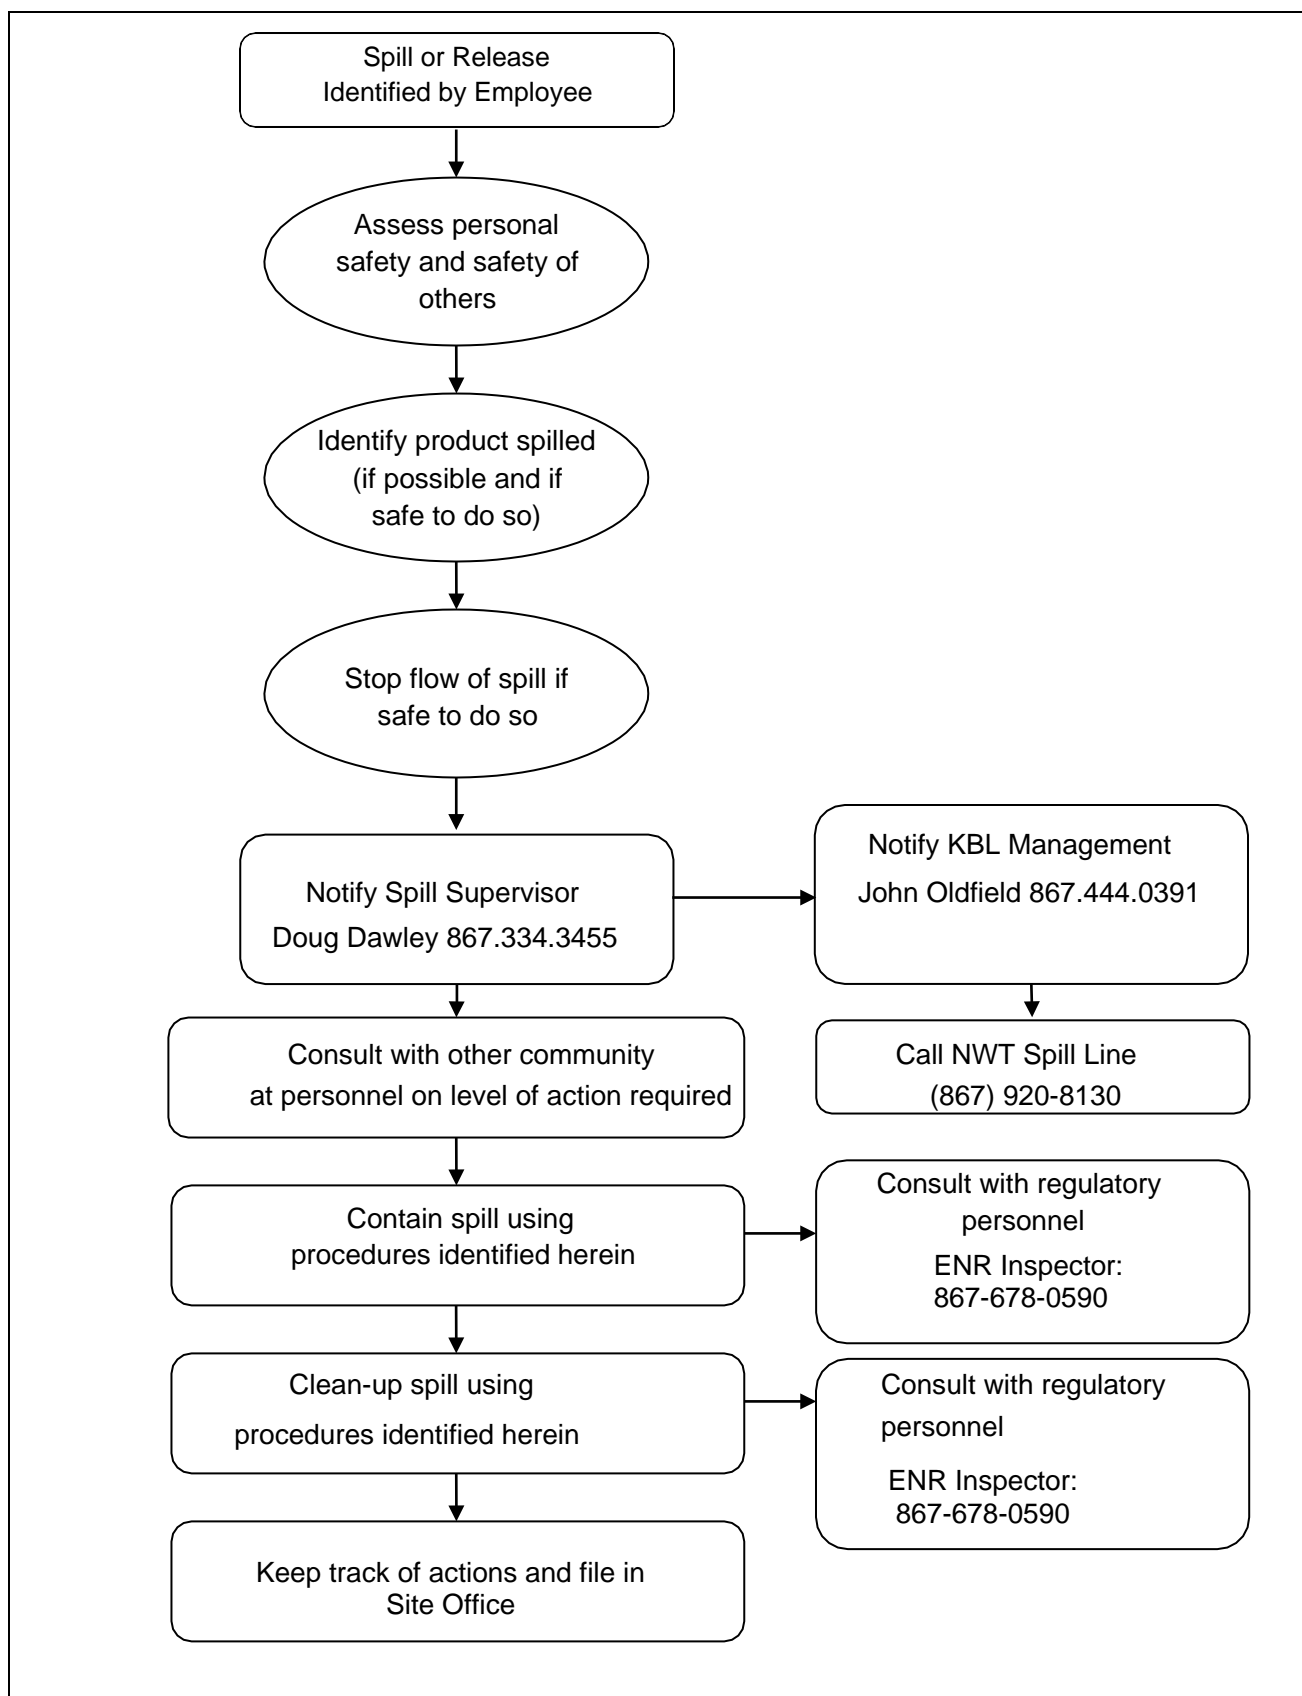 Spill or Release
Identified by Employee
Assess personal
safety and safety of
others
Identify product spilled
(if possible and if
safe to do so)
Stop flow of spill if
safe to do so
Notify Spill Supervisor
Doug Dawley 867.334.3455
Notify KBL Management
John Oldfield 867.444.0391
Call NWT Spill Line
(867) 920-8130
Consult with other community
at personnel on level of action required
Contain spill using
procedures identified herein
Consult with regulatory
personnel
ENR Inspector:
867-678-0590
Clean-up spill using
procedures identified herein
Consult with regulatory
personnel
ENR Inspector:
867-678-0590
Keep track of actions and file in
Site Office